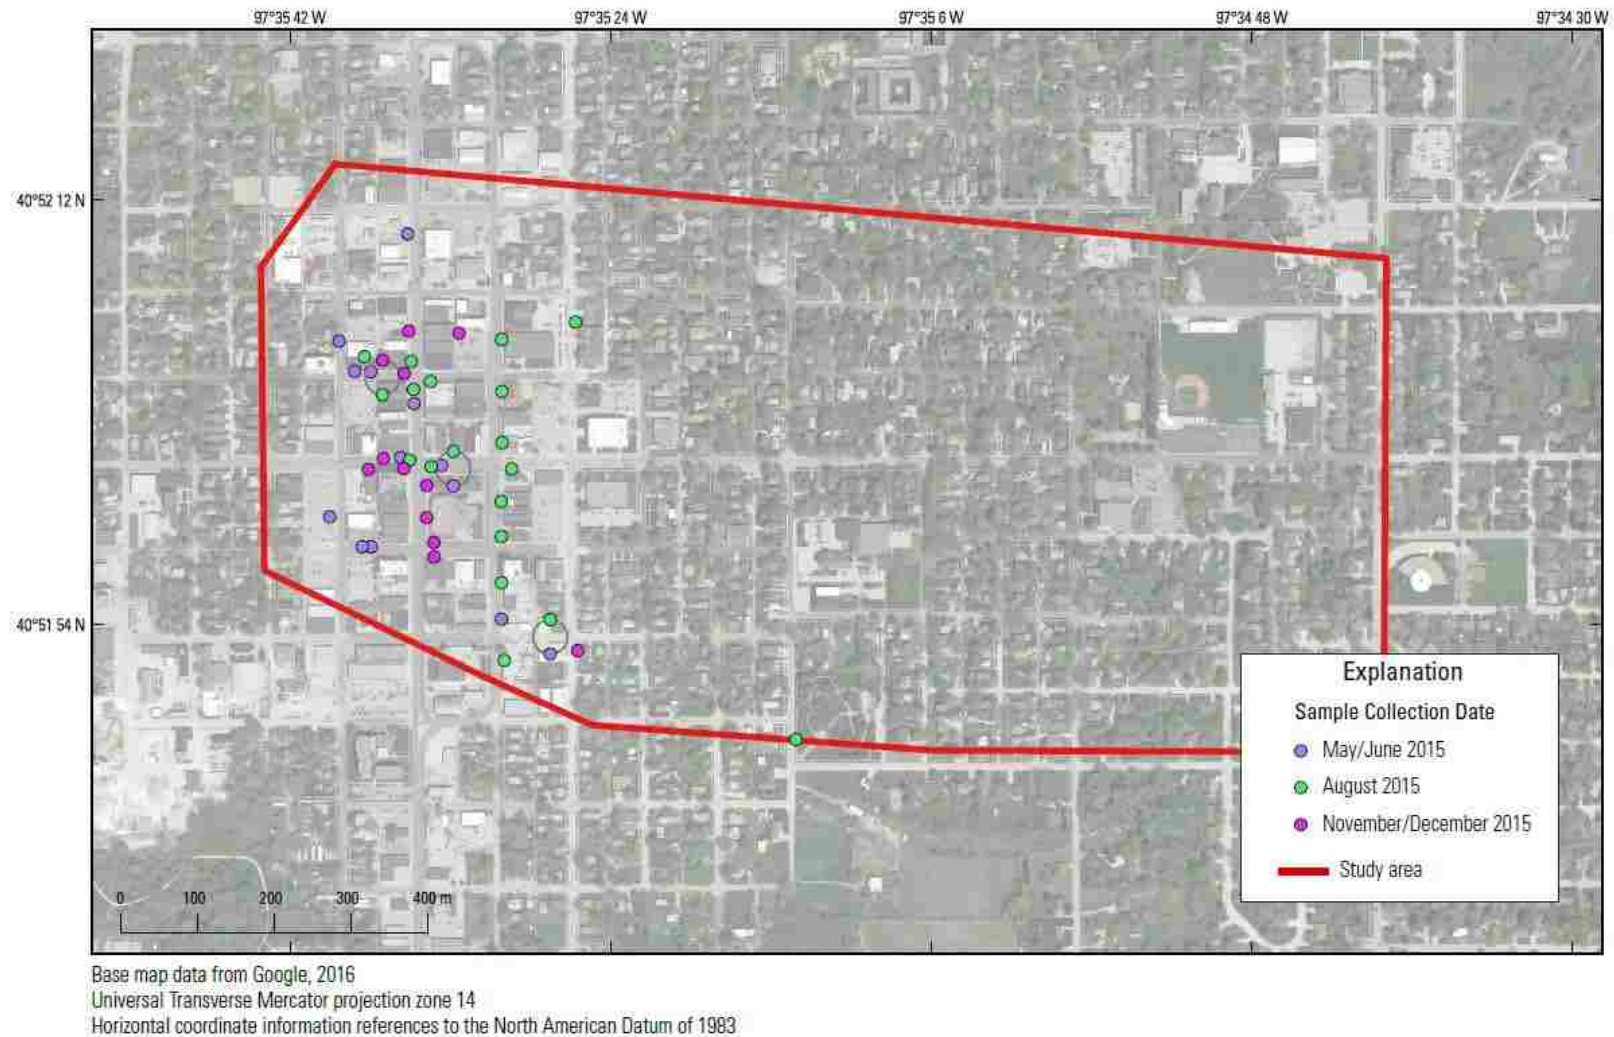 97°35 42 W 97°35 24 W 97°35 6 W 97°34 48 W 97°34 30 W
40°52 12 N
40°51 54 N
Explanation
Sample Collection Date
May/June 2015
August 2015
November/December 2015
Study area
0 100 200 300 400 m
Base map data from Google, 2016
Universal Transverse Mercator projection zone 14
Horizontal coordinate information references to the North American Datum of 1983